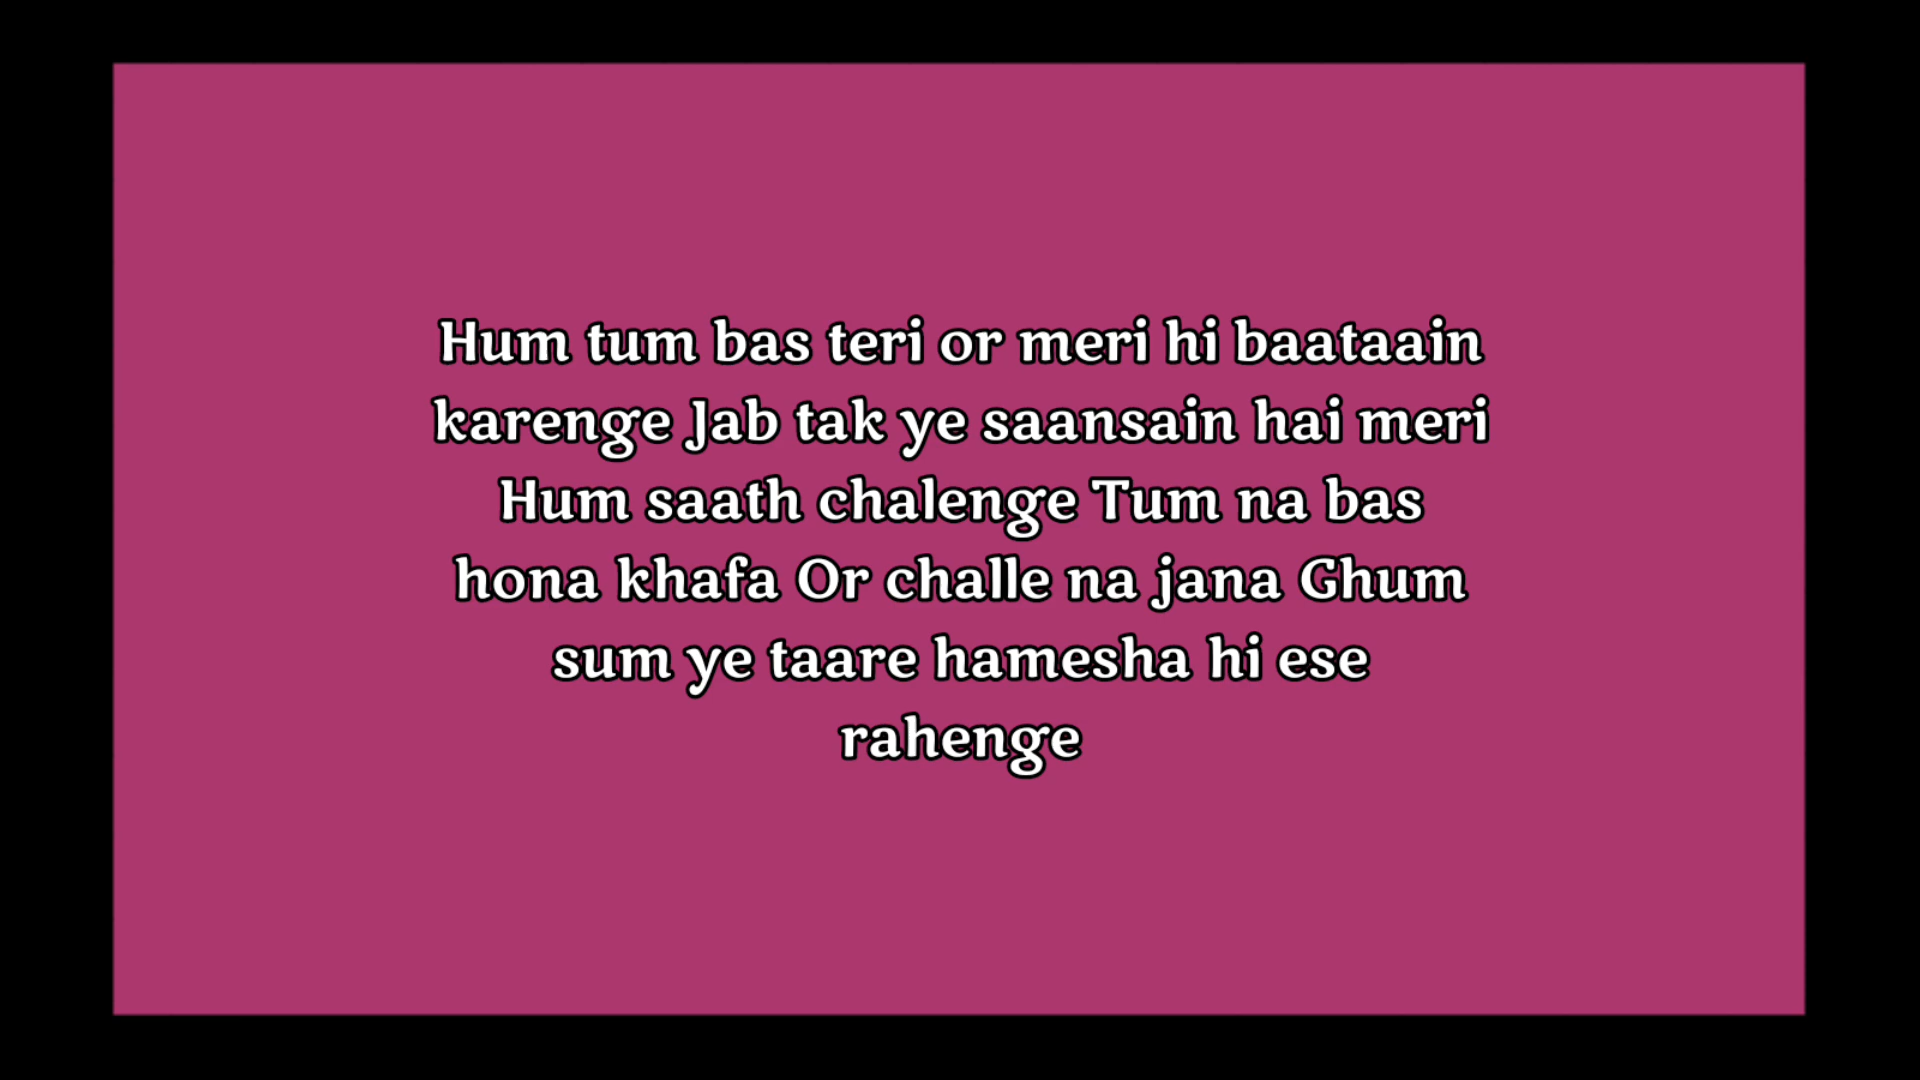 Hum tum bas teri or meri hi baataain
karenge Jab tak ye saansain hai meri
Hum saath chalenge Tum na bas
hona khafa Or challe na jana Ghum
sum ye taare hamesha hi ese
rahenge